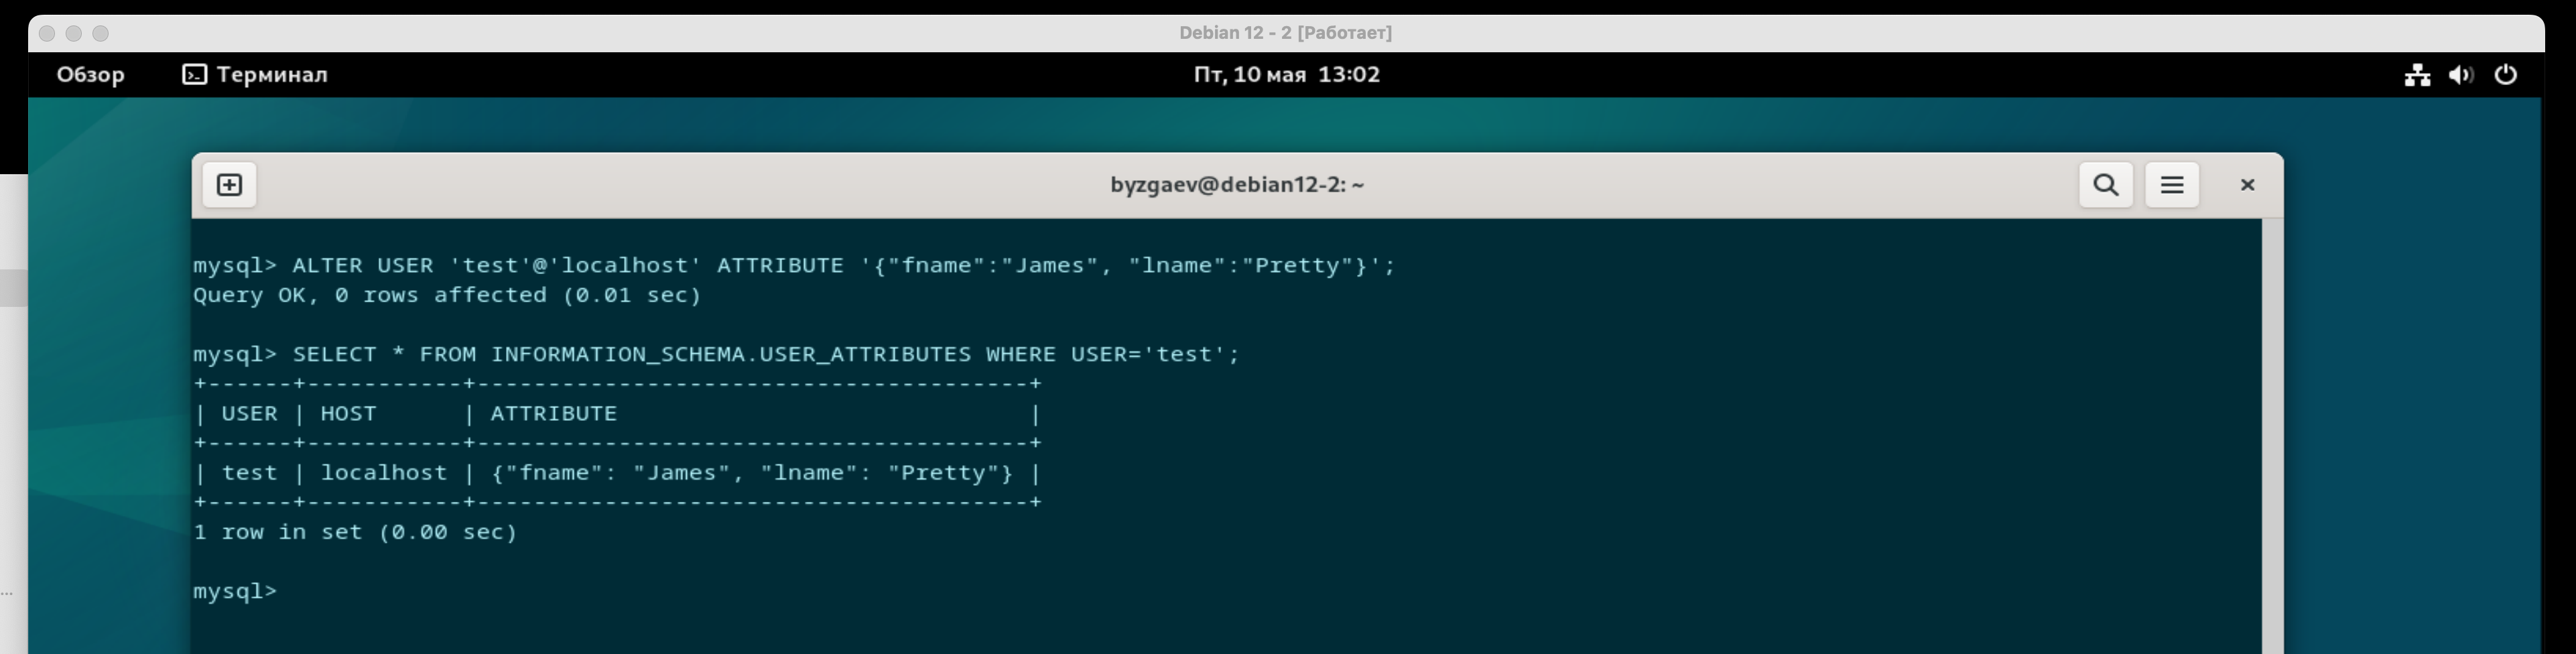 Debian 12 - 2 [Работает]
Обзор Терминал Пт, 10 мая 13:02
byzgaev@debian12-2: ~
mysql> ALTER USER 'test'@'localhost' ATTRIBUTE '{"fname":"James", "lname":"Pretty"}';
Query OK, 0 rows affected (0.01 sec)
mysql> SELECT * FROM INFORMATION_SCHEMA.USER_ATTRIBUTES WHERE USER='test';
+------+-----------+---------------------------------------+
| USER | HOST      | ATTRIBUTE                             |
+------+-----------+---------------------------------------+
| test | localhost | {"fname": "James", "lname": "Pretty"} |
+------+-----------+---------------------------------------+
1 row in set (0.00 sec)
mysql>